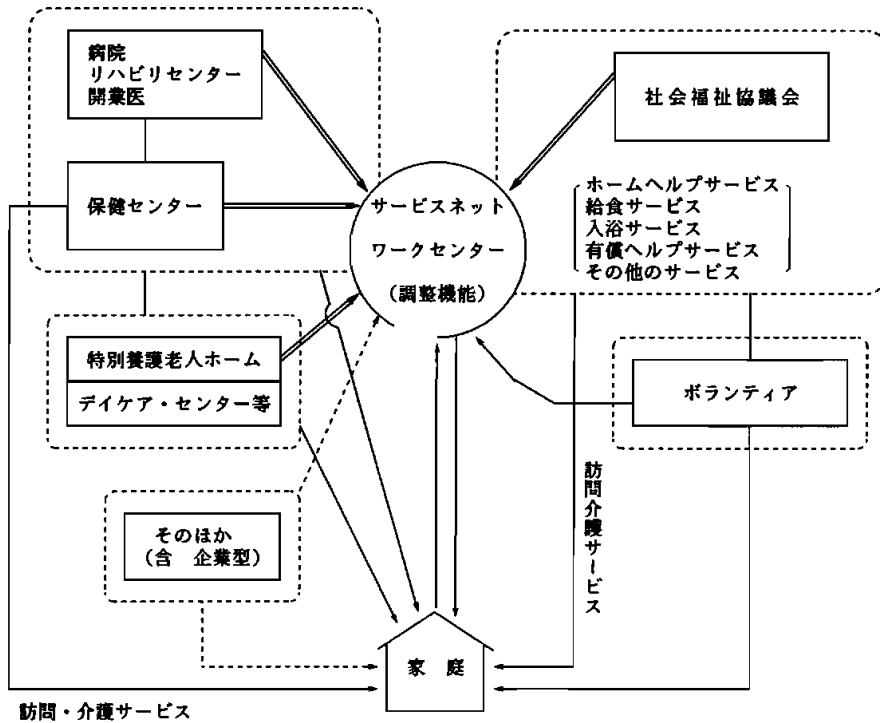 病院
リハビリセンター
開業医
保健センター
社会福祉協議会
サービスネット
ワークセンター
（調整機能）
ホームヘルプサービス
給食サービス
入浴サービス
有償ヘルプサービス
その他のサービス
特別養護老人ホーム
デイケア・センター等
ボランティア
そのほか
（含　企業型）
訪問介護サービス
家　庭
訪問・介護サービス